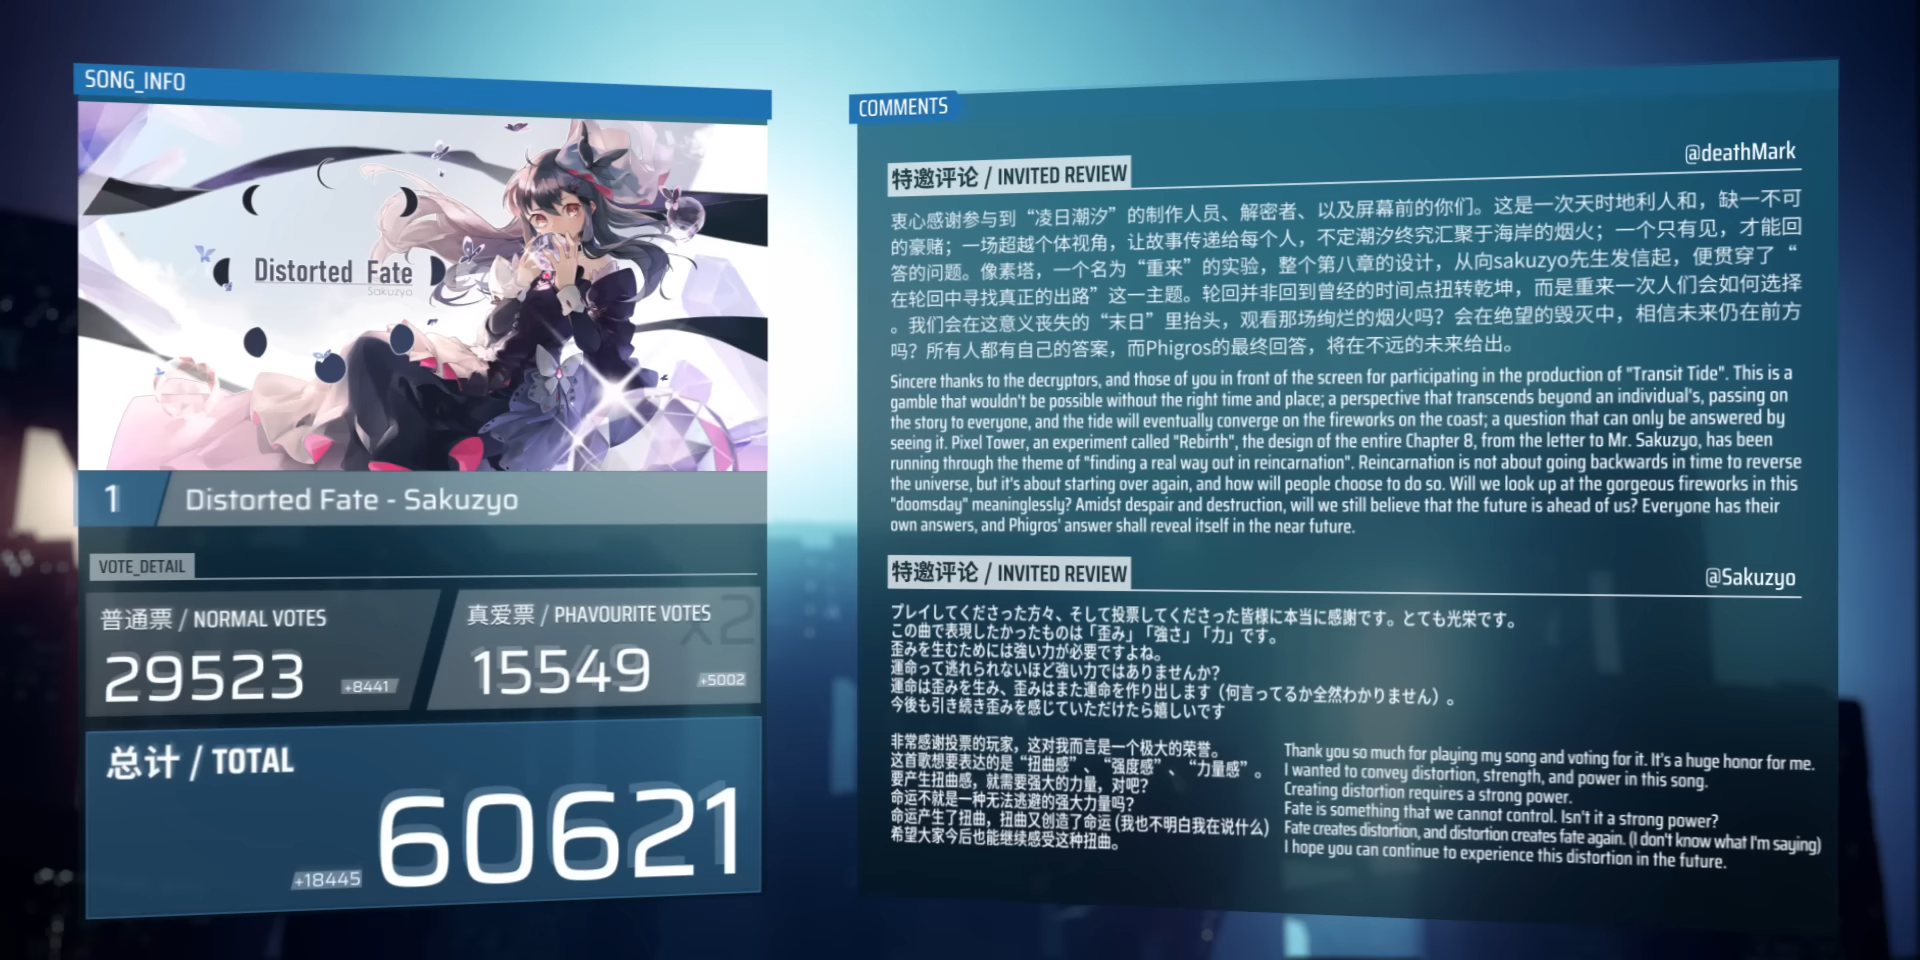 SONG_INFO
Distorted Fate
Sakuzyo
1
Distorted Fate - Sakuzyo
VOTE_DETAIL
普通票 / NORMAL VOTES
29523
+8441
真爱票 / PHAVOURITE VOTES
x2
15549
+5002
总计 / TOTAL
60621
+18445
COMMENTS
特邀评论 / INVITED REVIEW
@deathMark
衷心感谢参与到“凌日潮汐”的制作人员、解密者、以及屏幕前的你们。这是一次天时地利人和，缺一不可
的豪赌；一场超越个体视角，让故事传递给每个人，不定潮汐终究汇聚于海岸的烟火；一个只有见，才能回
答的问题。像素塔，一个名为“重来”的实验，整个第八章的设计，从向sakuzyo先生发信起，便贯穿了“
在轮回中寻找真正的出路”这一主题。轮回并非回到曾经的时间点扭转乾坤，而是重来一次人们会如何选择
。我们会在这意义丧失的“末日”里抬头，观看那场绚烂的烟火吗？会在绝望的毁灭中，相信未来仍在前方
吗？所有人都有自己的答案，而Phigros的最终回答，将在不远的未来给出。
Sincere thanks to the decryptors, and those of you in front of the screen for participating in the production of "Transit Tide". This is a
gamble that wouldn't be possible without the right time and place; a perspective that transcends beyond an individual's, passing on
the story to everyone, and the tide will eventually converge on the fireworks on the coast; a question that can only be answered by
seeing it. Pixel Tower, an experiment called "Rebirth", the design of the entire Chapter 8, from the letter to Mr. Sakuzyo, has been
running through the theme of "finding a real way out in reincarnation". Reincarnation is not about going backwards in time to reverse
the universe, but it's about starting over again, and how will people choose to do so. Will we look up at the gorgeous fireworks in this
"doomsday" meaninglessly? Amidst despair and destruction, will we still believe that the future is ahead of us? Everyone has their
own answers, and Phigros' answer shall reveal itself in the near future.
特邀评论 / INVITED REVIEW
@Sakuzyo
プレイしてくださった方々、そして投票してくださった皆様に本当に感謝です。とても光栄です。
この曲で表現したかったものは「歪み」「強さ」「力」です。
歪みを生むためには強い力が必要ですよね。
運命って逃れられないほど強い力ではありませんか？
運命は歪みを生み、歪みはまた運命を作り出します（何言ってるか全然わかりません）。
今後も引き続き歪みを感じていただけたら嬉しいです
非常感谢投票的玩家，这对我而言是一个极大的荣誉。
这首歌想要表达的是“扭曲感”、“强度感”、“力量感”。
要产生扭曲感，就需要强大的力量，对吧？
命运不就是一种无法逃避的强大力量吗？
命运产生了扭曲，扭曲又创造了命运 (我也不明白我在说什么)
希望大家今后也能继续感受这种扭曲。
Thank you so much for playing my song and voting for it. It's a huge honor for me.
I wanted to convey distortion, strength, and power in this song.
Creating distortion requires a strong power.
Fate is something that we cannot control. Isn't it a strong power?
Fate creates distortion, and distortion creates fate again. (I don't know what I'm saying)
I hope you can continue to experience this distortion in the future.